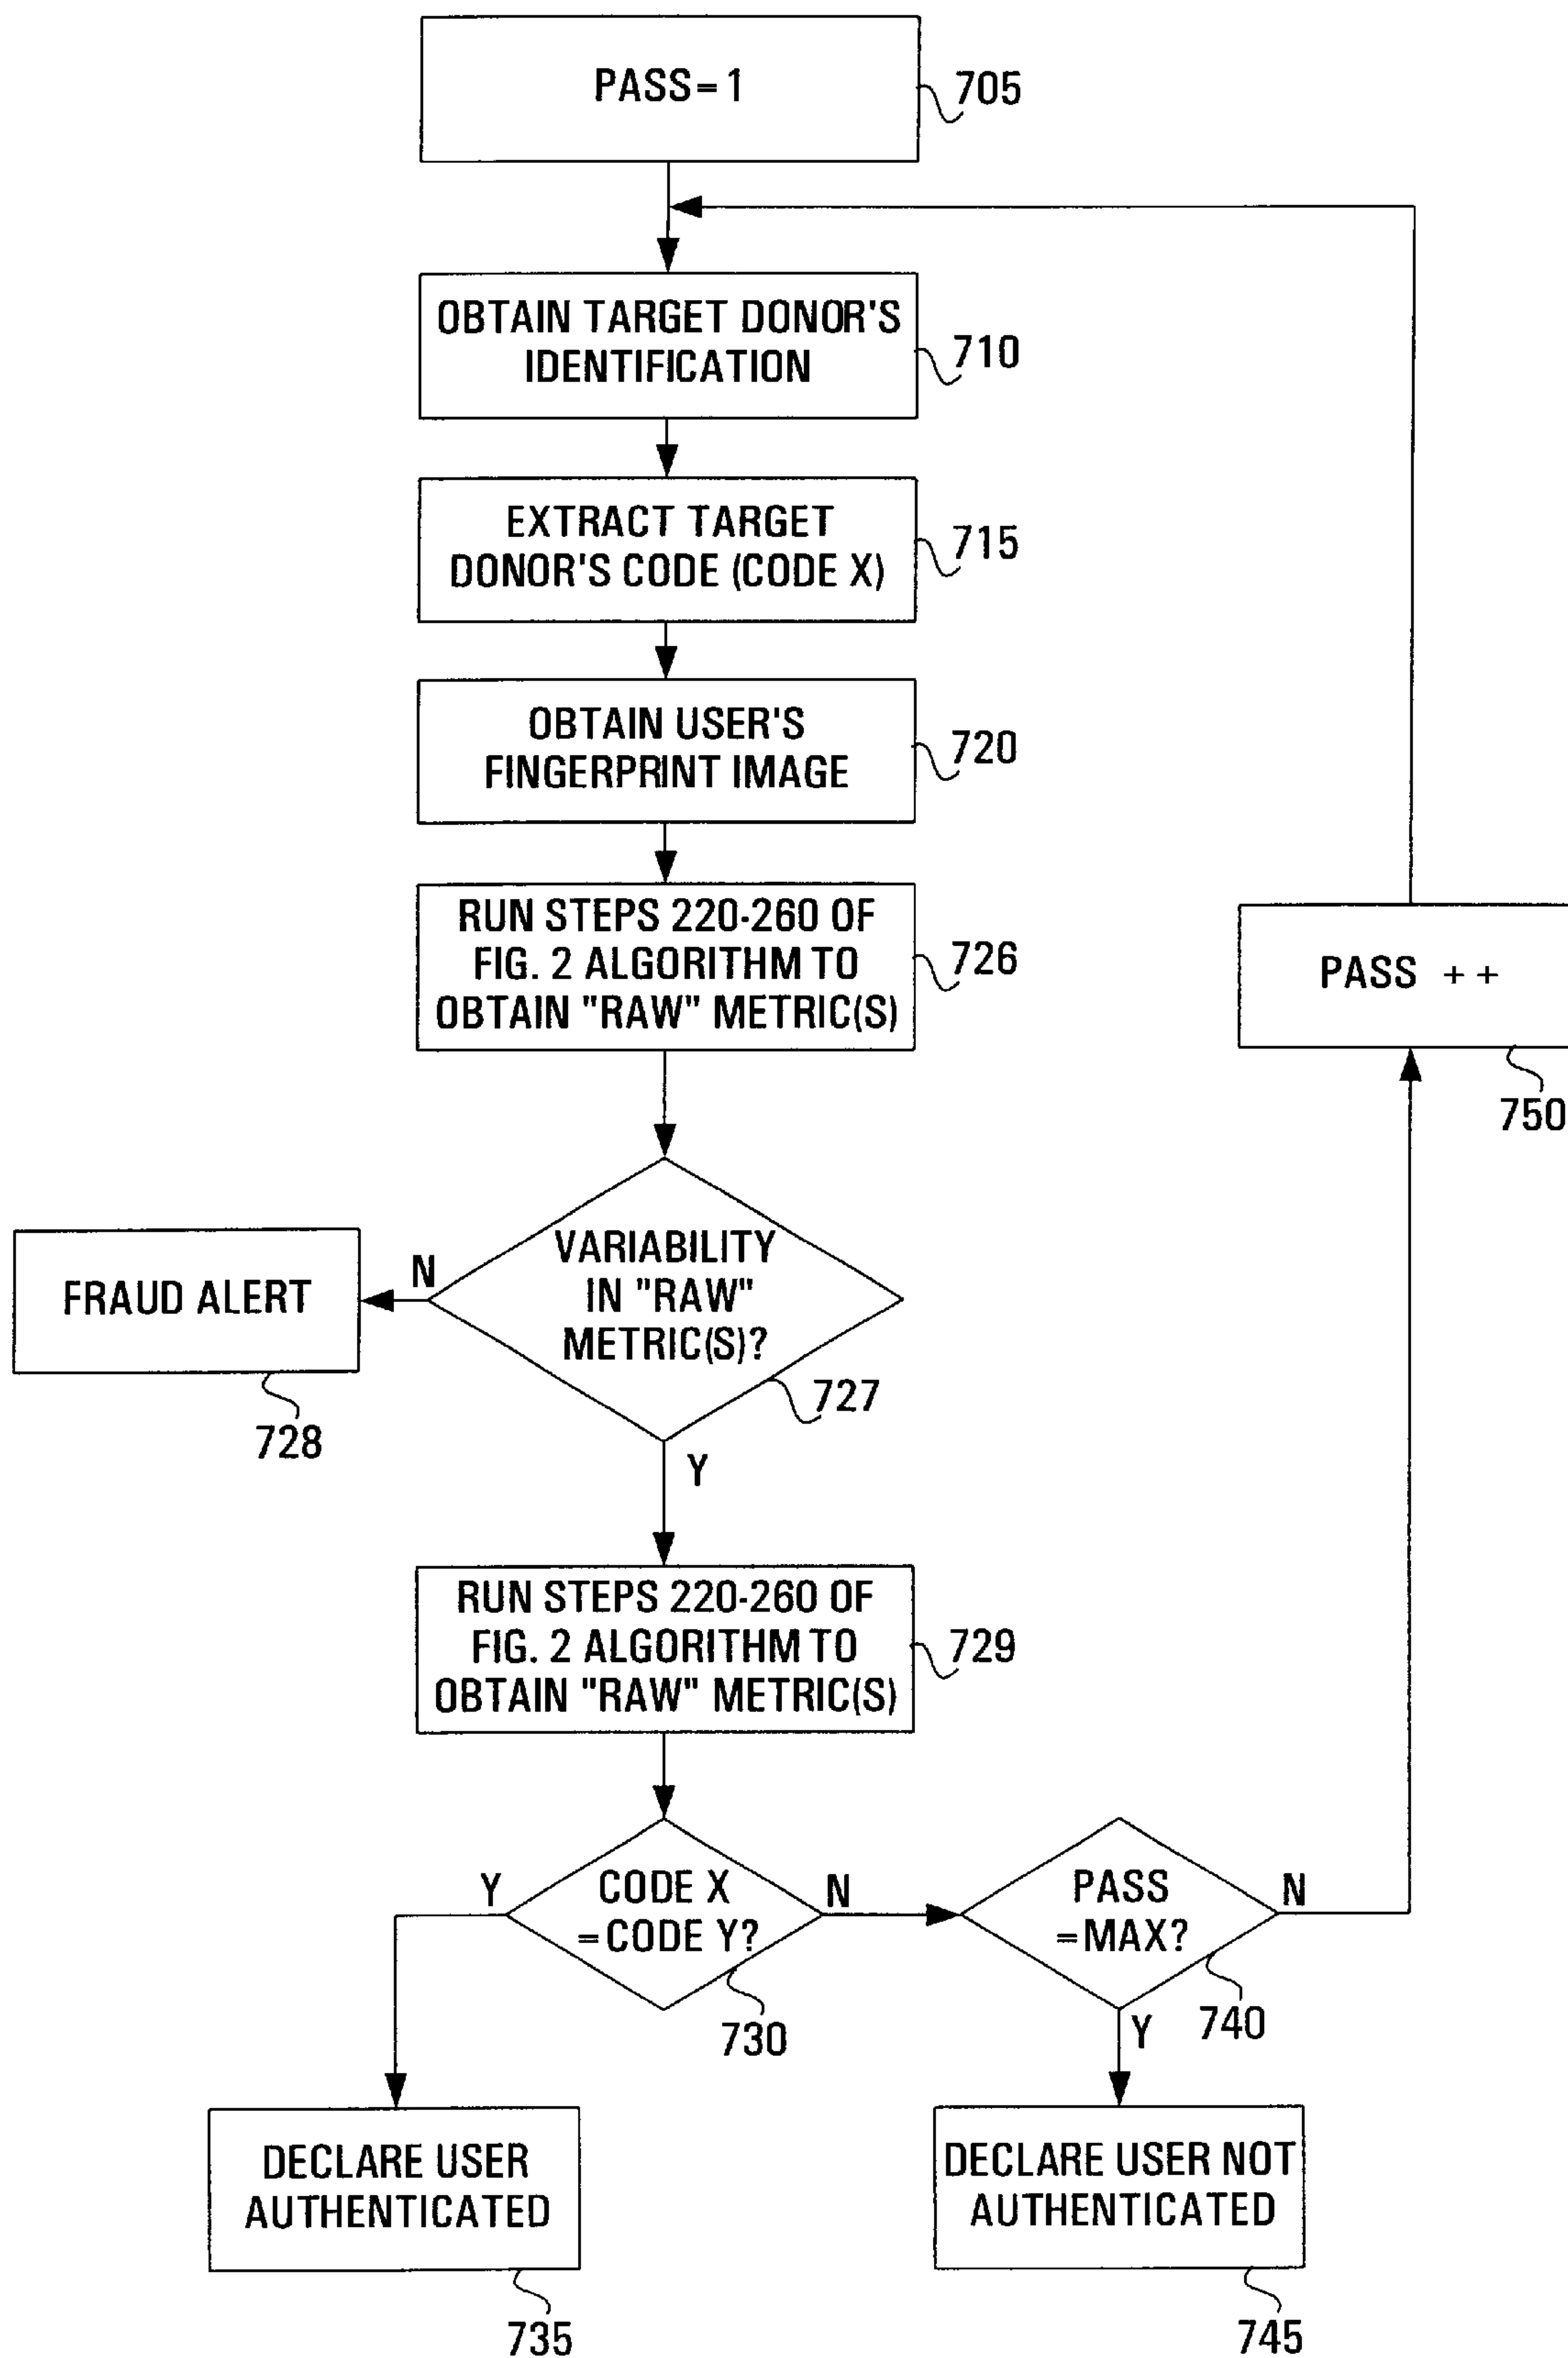 PASS=1
705
OBTAIN TARGET DONOR'S
IDENTIFICATION
710
EXTRACT TARGET
DONOR'S CODE (CODE X)
715
OBTAIN USER'S
FINGERPRINT IMAGE
720
RUN STEPS 220-260 OF
FIG. 2 ALGORITHM TO
OBTAIN "RAW" METRIC(S)
726
PASS ++
750
VARIABILITY
IN "RAW"
METRIC(S)?
727
N
FRAUD ALERT
728
Y
RUN STEPS 220-260 OF
FIG. 2 ALGORITHM TO
OBTAIN "RAW" METRIC(S)
729
Y
CODE X
=CODE Y?
N
730
PASS
=MAX?
N
740
Y
DECLARE USER
AUTHENTICATED
735
DECLARE USER NOT
AUTHENTICATED
745